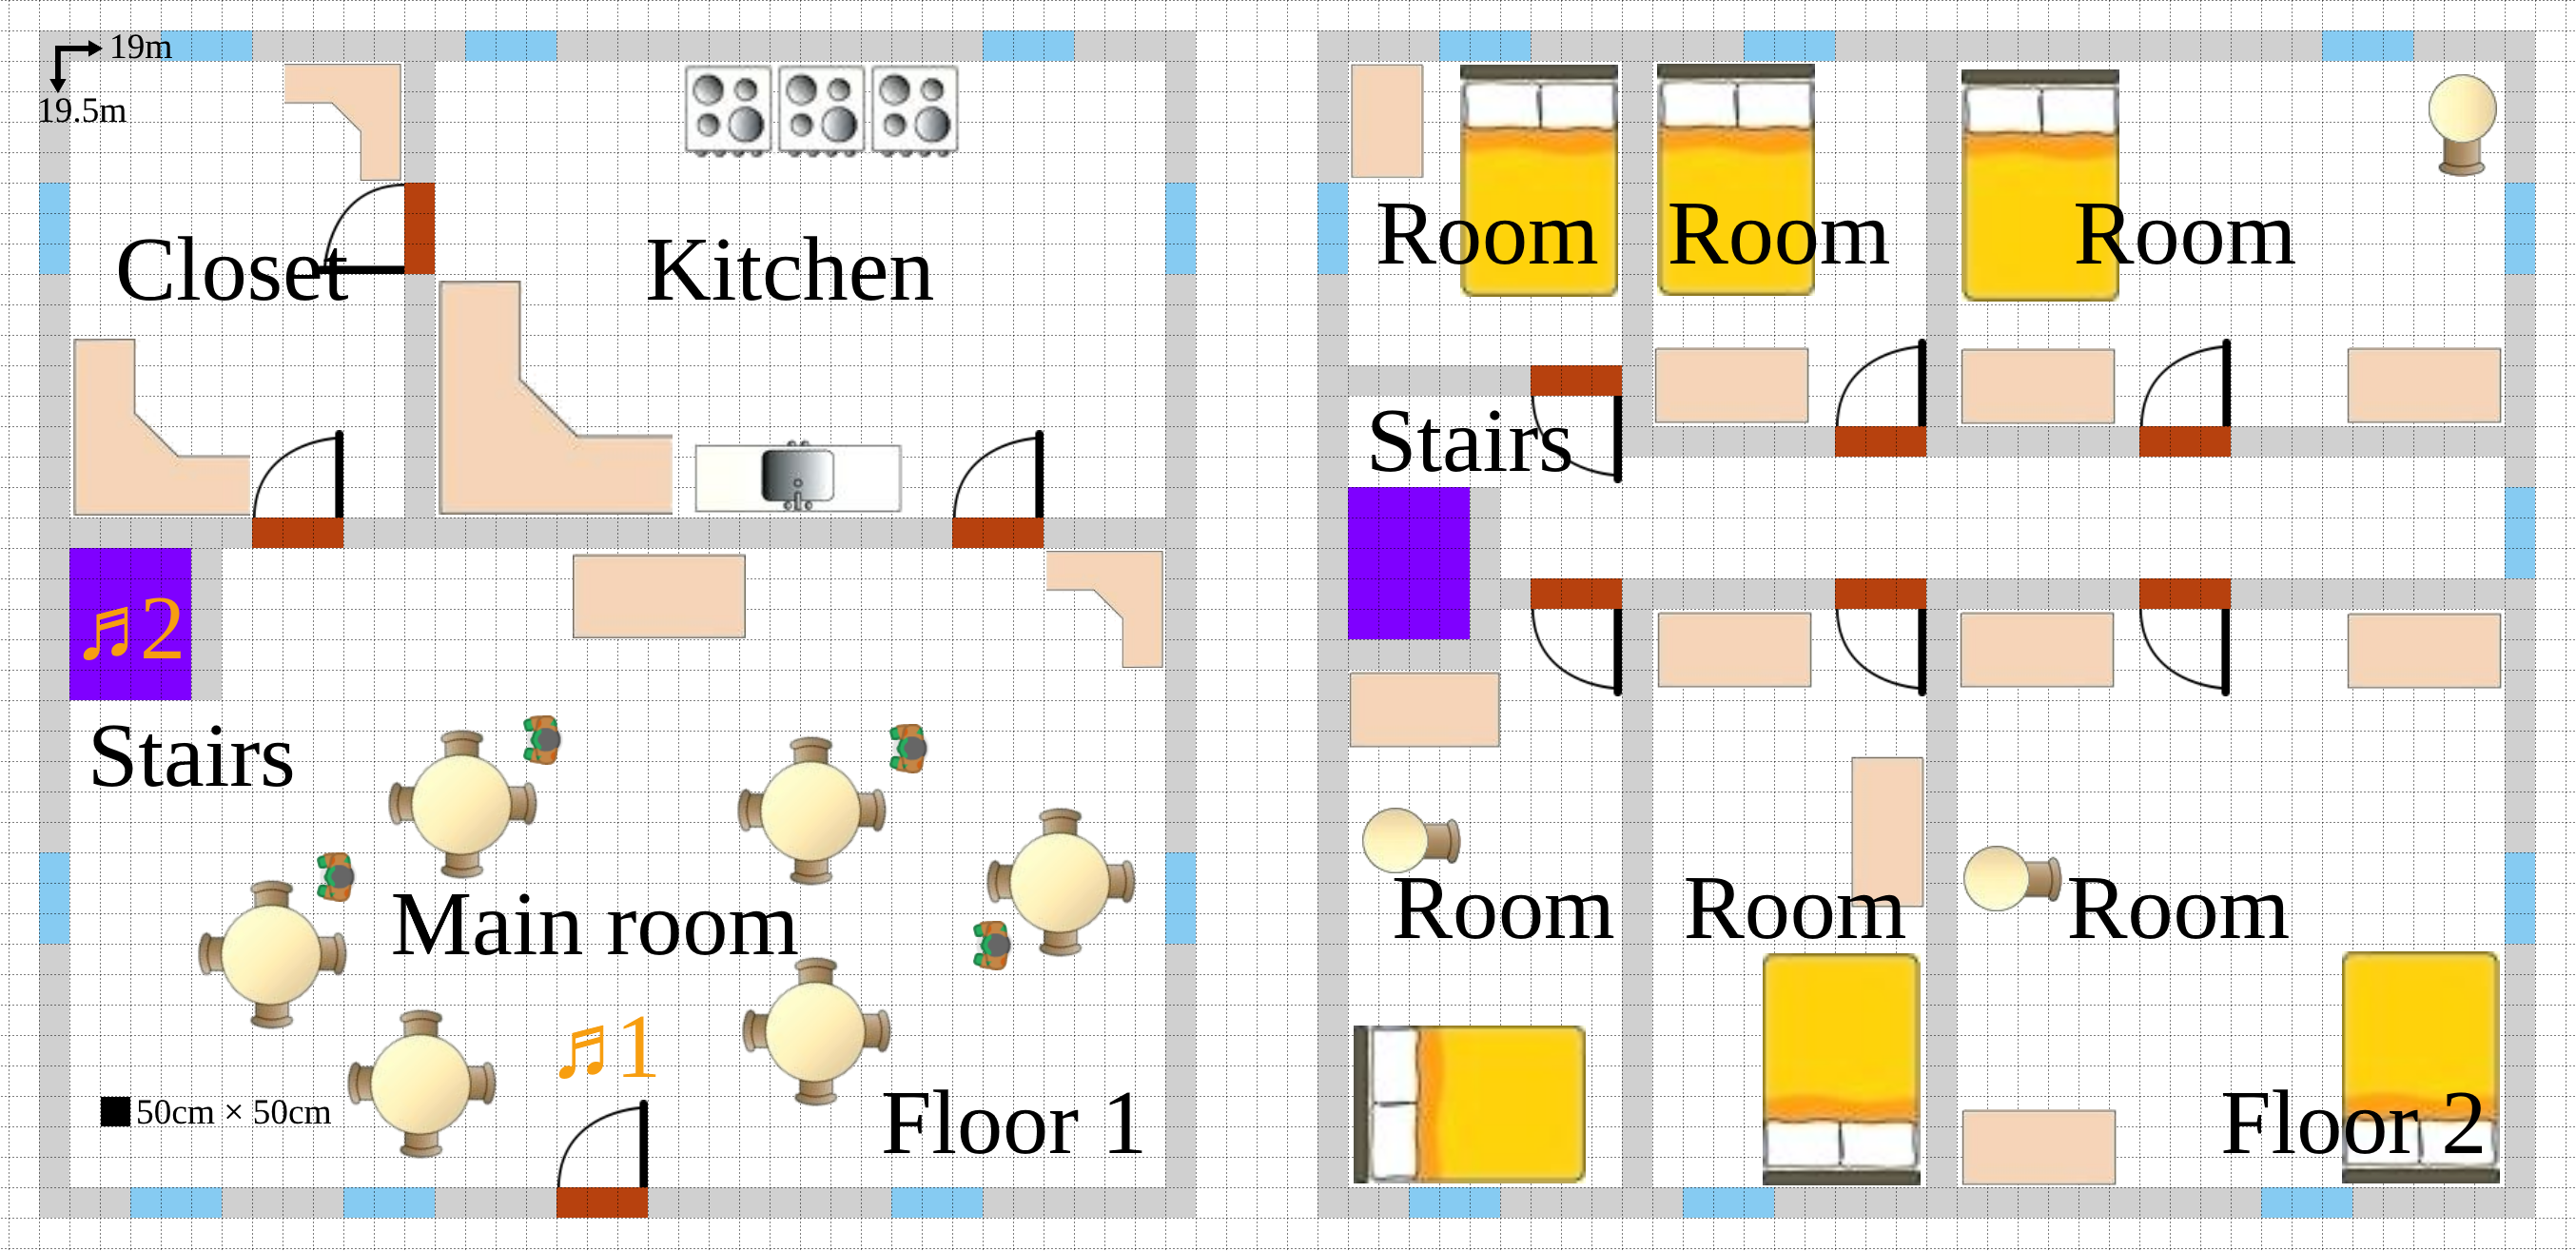 19m
19.5m
Closet
Kitchen
♬2
Stairs
Main room
♬1
50cm × 50cm
Floor 1
Room
Room
Room
Stairs
Room
Room
Room
Floor 2